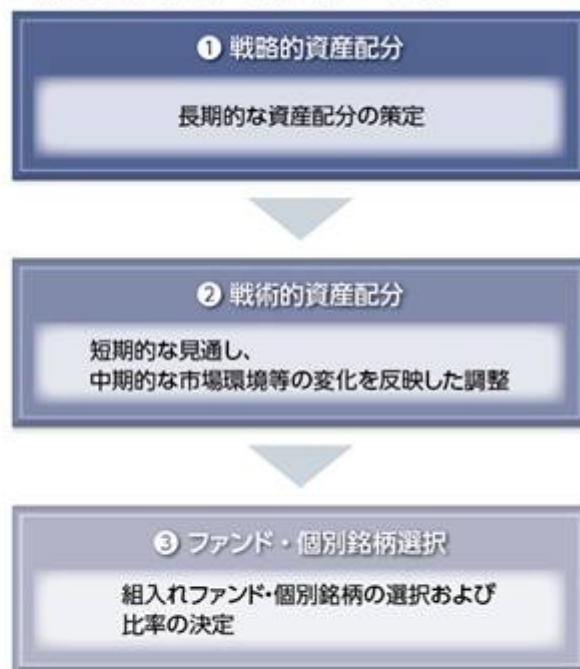 ❶ 戦略的資産配分
長期的な資産配分の策定
❷ 戦術的資産配分
短期的な見通し、
中期的な市場環境等の変化を反映した調整
❸ ファンド・個別銘柄選択
組入れファンド・個別銘柄の選択および
比率の決定